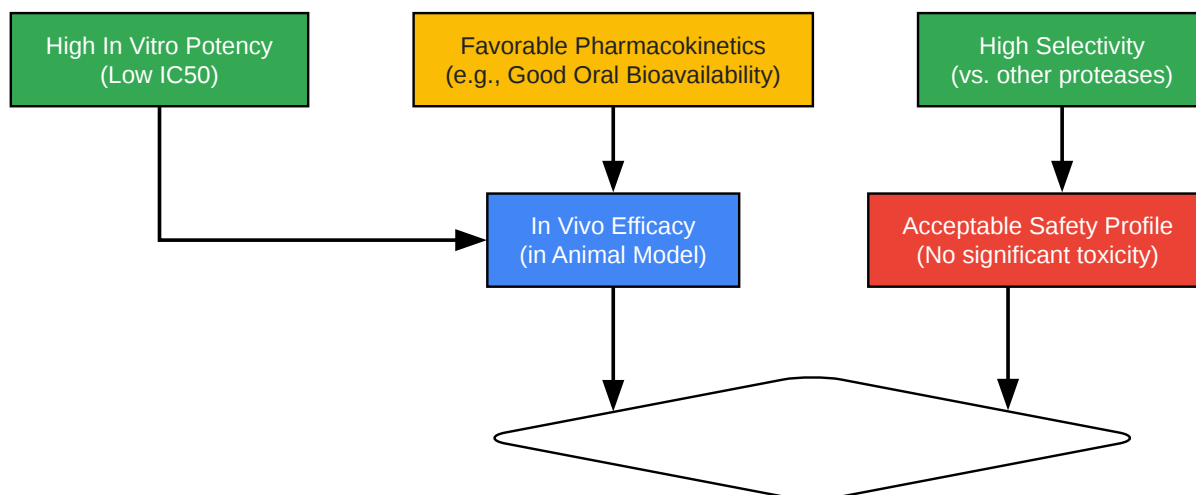 High In Vitro Potency
(Low IC50)
Favorable Pharmacokinetics
(e.g., Good Oral Bioavailability)
High Selectivity
(vs. other proteases)
In Vivo Efficacy
(in Animal Model)
Acceptable Safety Profile
(No significant toxicity)